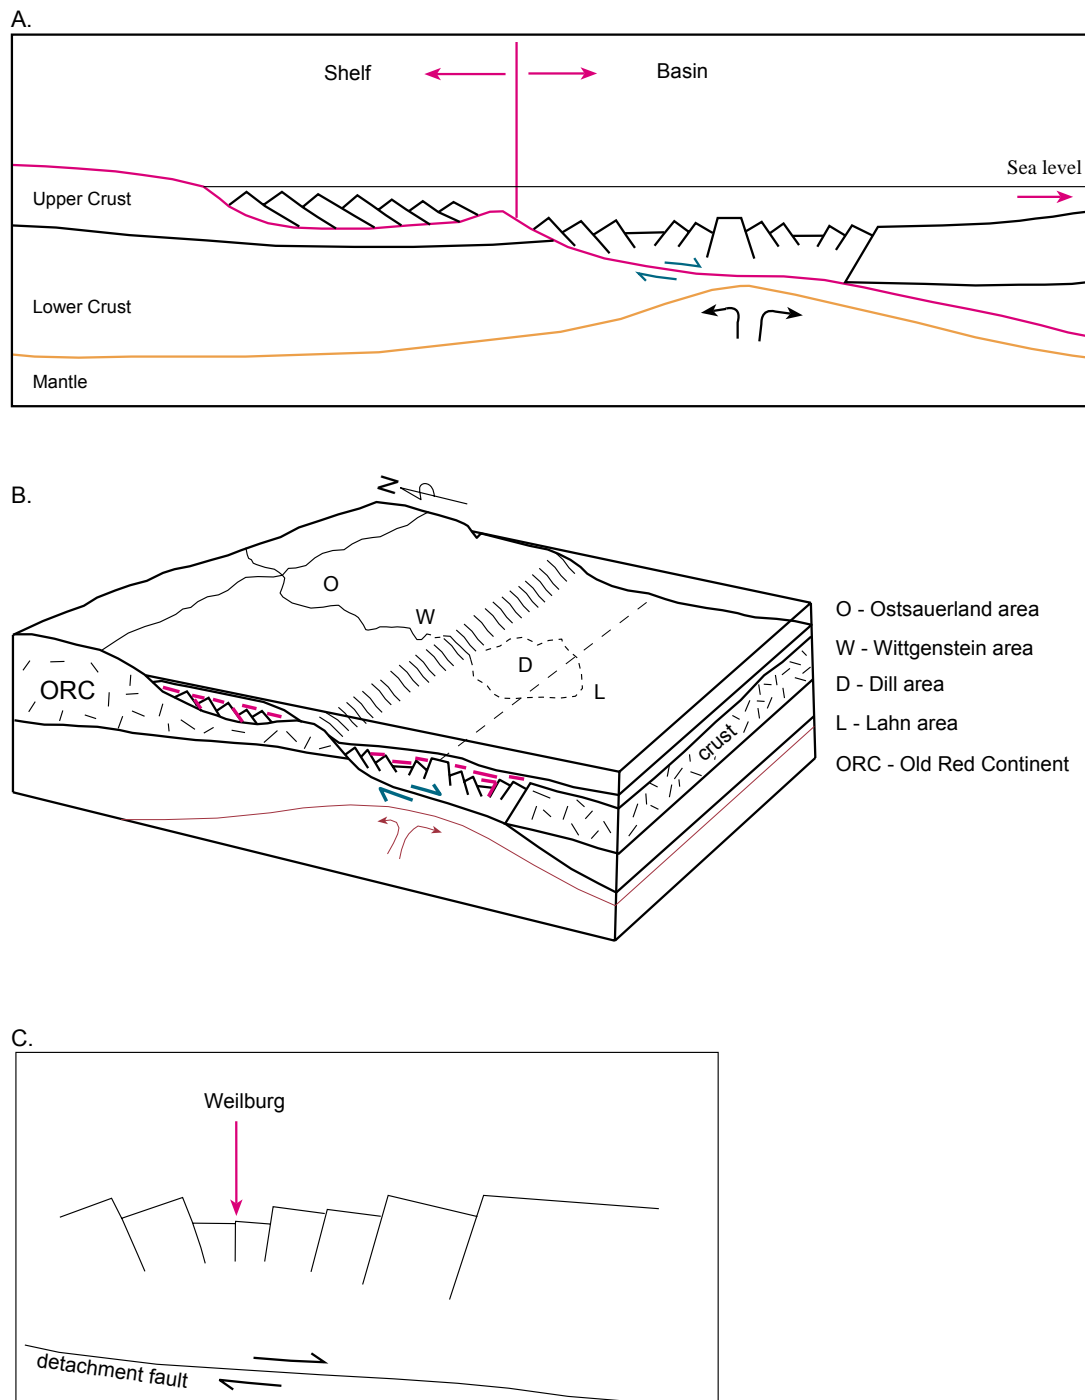 A.
Shelf
Basin
Sea level
Upper Crust
Lower Crust
Mantle
B.
N
O
W
D
L
ORC
crust
O - Ostsauerland area
W - Wittgenstein area
D - Dill area
L - Lahn area
ORC - Old Red Continent
C.
Weilburg
detachment fault